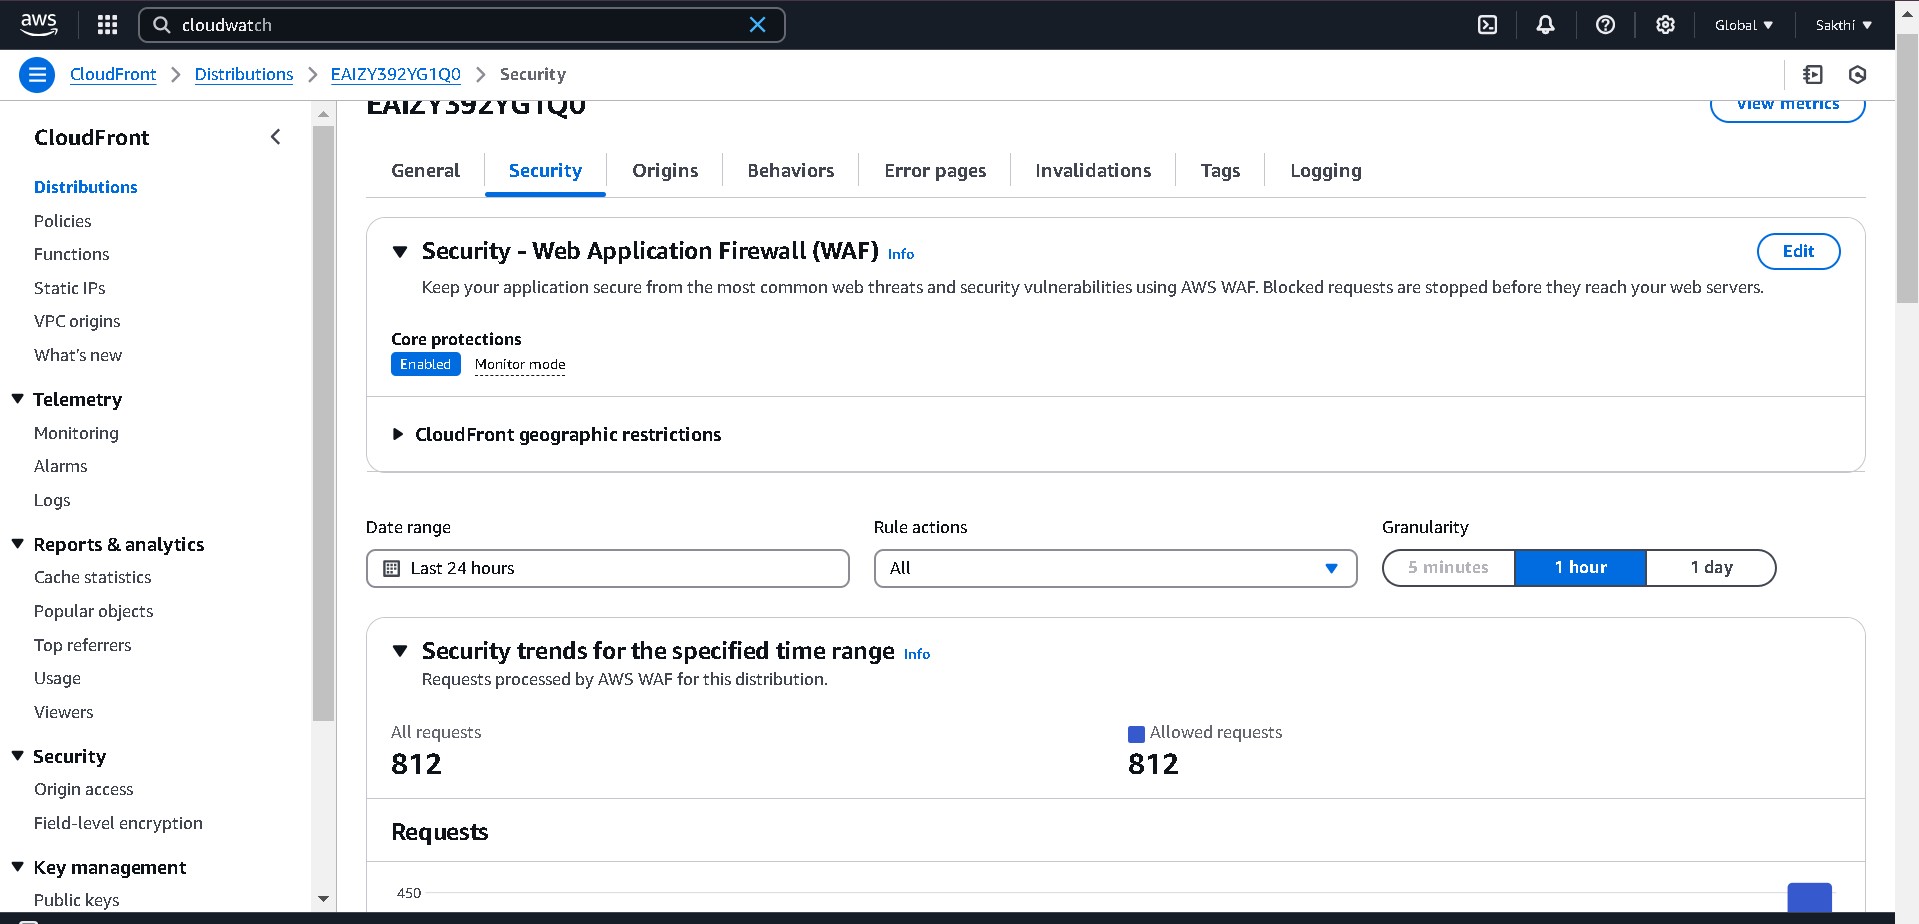 aws
cloudwatch
Global ▼
Sakthi ▼
CloudFront
Distributions
EAIZY392YG1Q0
Security
CloudFront
Distributions
Policies
Functions
Static IPs
VPC origins
What's new
Telemetry
Monitoring
Alarms
Logs
Reports & analytics
Cache statistics
Popular objects
Top referrers
Usage
Viewers
Security
Origin access
Field-level encryption
Key management
Public keys
EAIZY392YG1Q0
View metrics
General
Security
Origins
Behaviors
Error pages
Invalidations
Tags
Logging
Security - Web Application Firewall (WAF) Info
Edit
Keep your application secure from the most common web threats and security vulnerabilities using AWS WAF. Blocked requests are stopped before they reach your web servers.
Core protections
Enabled Monitor mode
CloudFront geographic restrictions
Date range
Last 24 hours
Rule actions
All
Granularity
5 minutes
1 hour
1 day
Security trends for the specified time range Info
Requests processed by AWS WAF for this distribution.
All requests
812
Allowed requests
812
Requests
450